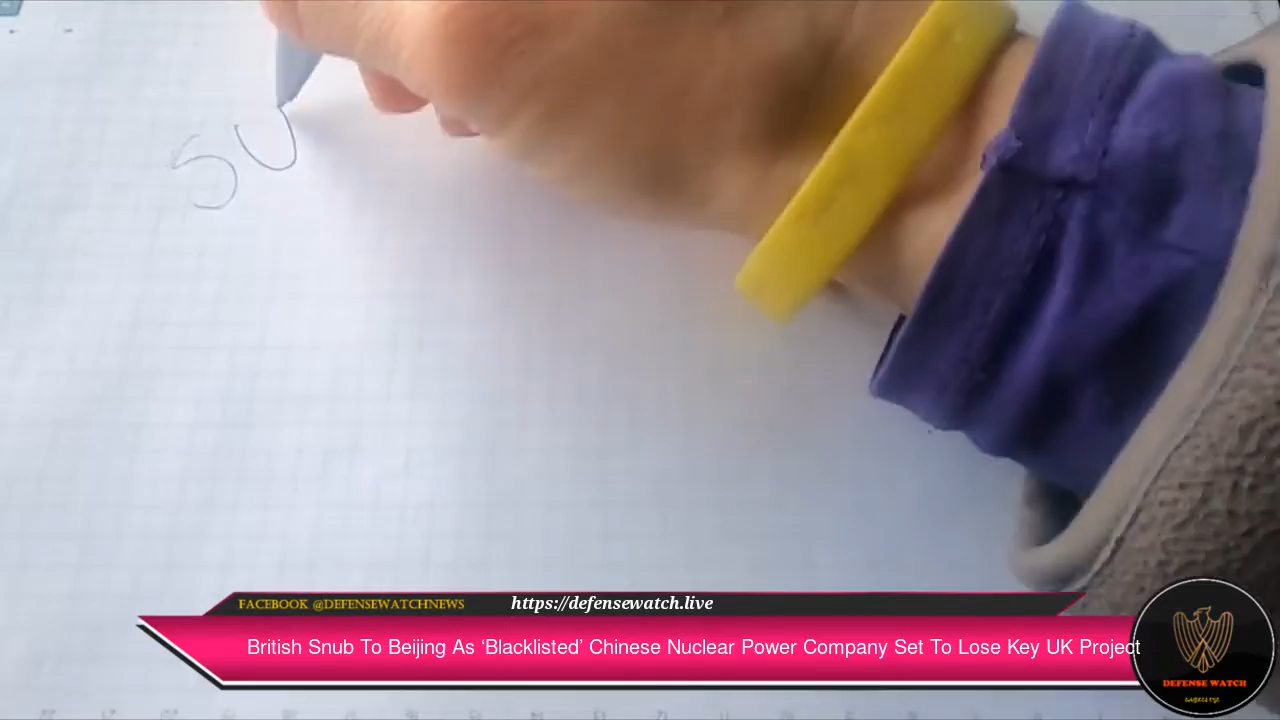 SU
FACEBOOK @DEFENSEWATCHNEWS
https://defensewatch.live
British Snub To Beijing As ‘Blacklisted’ Chinese Nuclear Power Company Set To Lose Key UK Project
DEFENSE WATCH